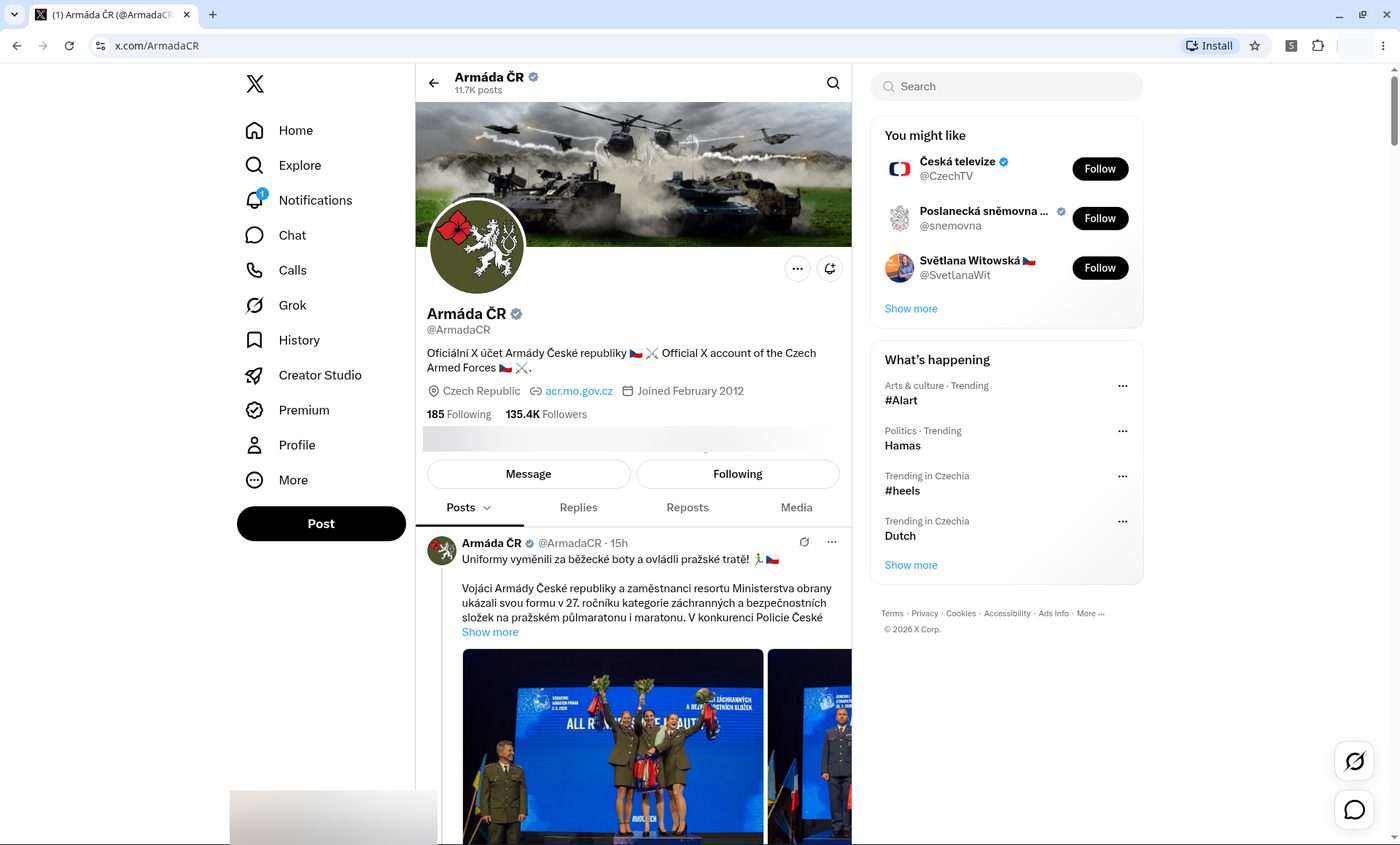 (1) Armáda ČR (@ArmadaCR
x.com/ArmadaCR
Install
Home
Explore
1
Notifications
Chat
Calls
Grok
History
Creator Studio
Premium
Profile
More
Post
Armáda ČR
11.7K posts
Armáda ČR
@ArmadaCR
Oficiální X účet Armády České republiky 🇨🇿 ⚔️ Official X account of the Czech
Armed Forces 🇨🇿 ⚔️.
Czech Republic acr.mo.gov.cz Joined February 2012
185 Following 135.4K Followers
Message
Following
Posts
Replies
Reposts
Media
Armáda ČR @ArmadaCR · 15h
Uniformy vyměnili za běžecké boty a ovládli pražské tratě! 🏃‍♂️🇨🇿
Vojáci Armády České republiky a zaměstnanci resortu Ministerstva obrany
ukázali svou formu v 27. ročníku kategorie záchranných a bezpečnostních
složek na pražském půlmaratonu i maratonu. V konkurenci Policie České
Show more
Search
You might like
Česká televize
@CzechTV
Follow
Poslanecká sněmovna ...
@snemovna
Follow
Světlana Witowská 🇨🇿
@SvetlanaWit
Follow
Show more
What's happening
Arts & culture · Trending
#AIart
Politics · Trending
Hamas
Trending in Czechia
#heels
Trending in Czechia
Dutch
Show more
Terms · Privacy · Cookies · Accessibility · Ads Info · More ···
© 2026 X Corp.